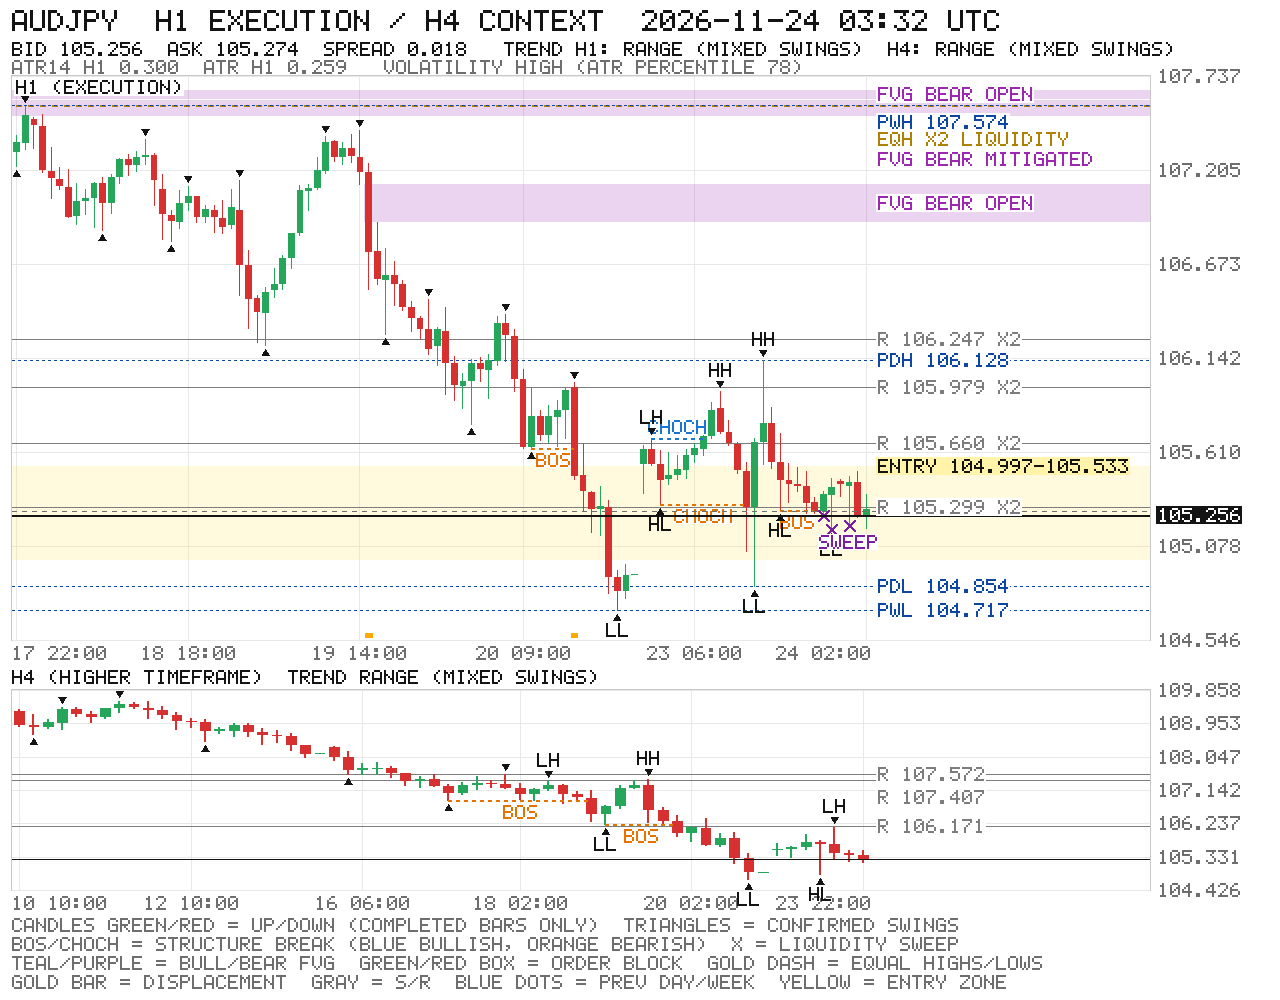 AUDJPY  H1 EXECUTION / H4 CONTEXT  2026-11-24 03:32 UTC
BID 105.256  ASK 105.274  SPREAD 0.018  TREND H1: RANGE (MIXED SWINGS)  H4: RANGE (MIXED SWINGS)
ATR14 H1 0.300  ATR H1 0.259  VOLATILITY HIGH (ATR PERCENTILE 78)
107.737
H1 (EXECUTION)
FVG BEAR OPEN
PWH 107.574
EQH X2 LIQUIDITY
FVG BEAR MITIGATED
107.205
FVG BEAR OPEN
106.673
HH
R 106.247 X2
PDH 106.128
106.142
HH
R 105.979 X2
LH
CHOCH
R 105.660 X2
105.610
BOS
ENTRY 104.997-105.533
R 105.299 X2
105.256
HL
CHOCH
HL
BOS
SWEEP
LL
105.078
PDL 104.854
LL
PWL 104.717
LL
104.546
17 22:00  18 18:00  19 14:00  20 09:00  23 06:00  24 02:00
H4 (HIGHER TIMEFRAME)  TREND RANGE (MIXED SWINGS)
109.858
108.953
108.047
LH
HH
R 107.572
107.142
R 107.407
BOS
LH
106.237
R 106.171
BOS
LL
105.331
104.426
LL
HL
10 10:00  12 10:00  16 06:00  18 02:00  20 02:00  23 22:00
CANDLES GREEN/RED = UP/DOWN (COMPLETED BARS ONLY)  TRIANGLES = CONFIRMED SWINGS
BOS/CHOCH = STRUCTURE BREAK (BLUE BULLISH, ORANGE BEARISH)  X = LIQUIDITY SWEEP
TEAL/PURPLE = BULL/BEAR FVG  GREEN/RED BOX = ORDER BLOCK  GOLD DASH = EQUAL HIGHS/LOWS
GOLD BAR = DISPLACEMENT  GRAY = S/R  BLUE DOTS = PREV DAY/WEEK  YELLOW = ENTRY ZONE